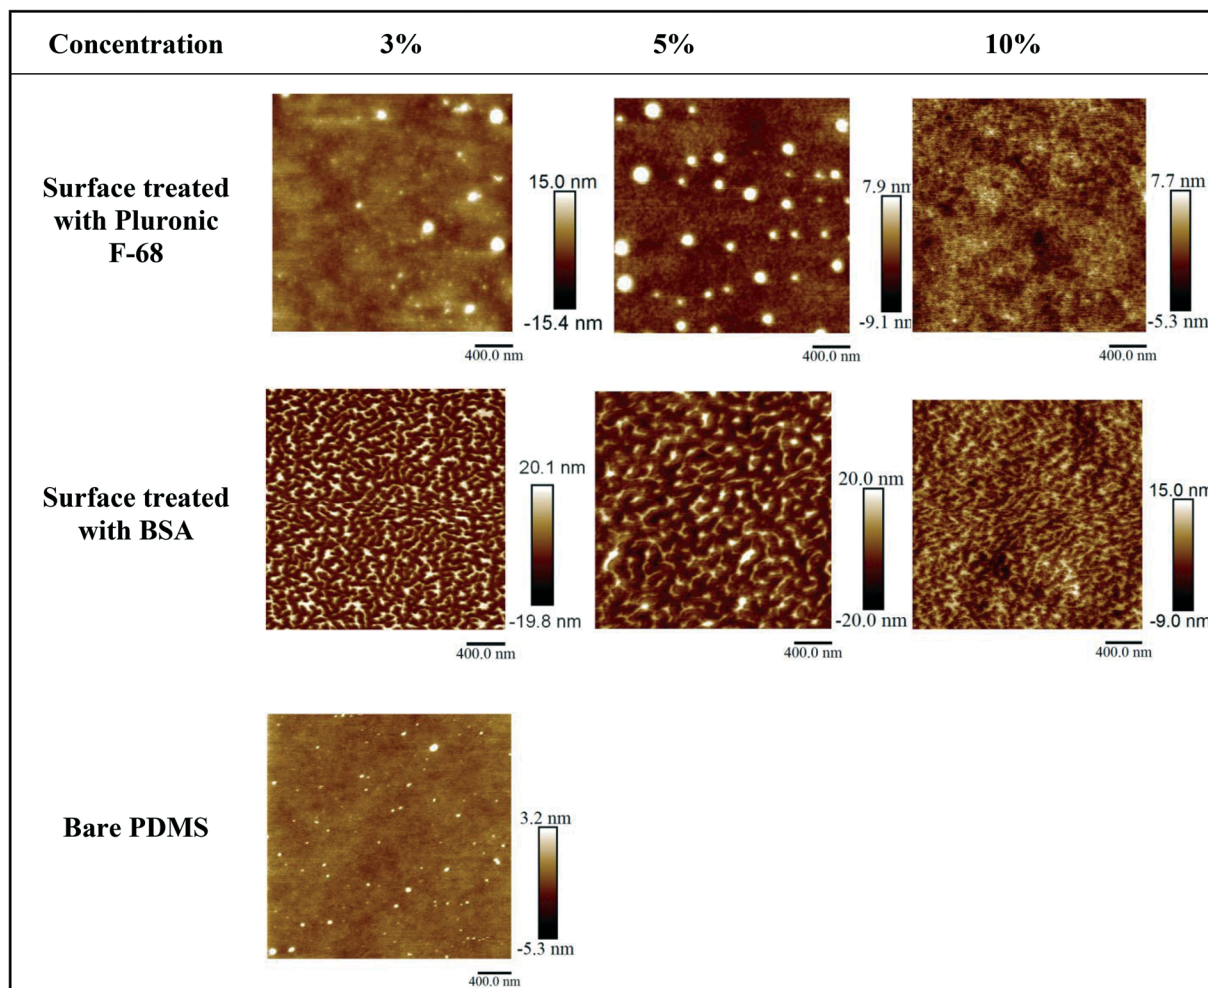 Concentration 3% 5% 10%
Surface treated
with Pluronic
F-68
15.0 nm
-15.4 nm
400.0 nm
7.9 nm
-9.1 nm
400.0 nm
7.7 nm
-5.3 nm
400.0 nm
Surface treated
with BSA
20.1 nm
-19.8 nm
400.0 nm
20.0 nm
-20.0 nm
400.0 nm
15.0 nm
-9.0 nm
400.0 nm
Bare PDMS
3.2 nm
-5.3 nm
400.0 nm